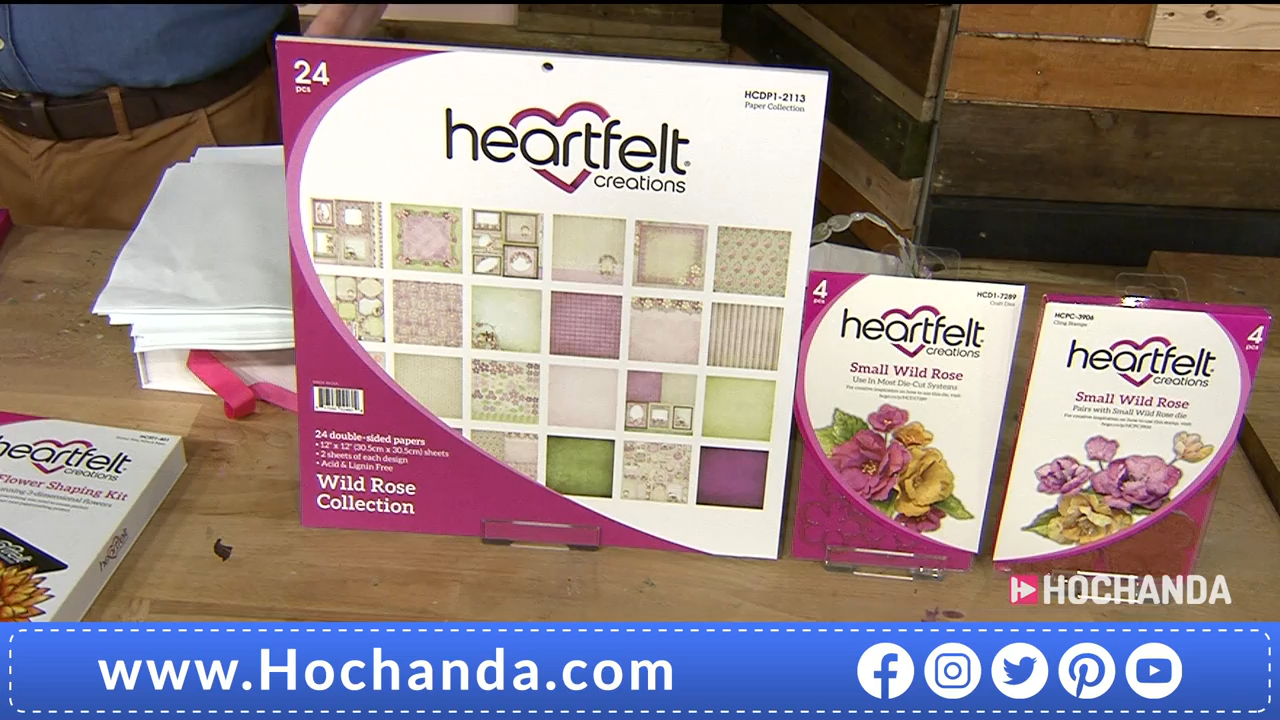 24
pcs
HCDP1-2113
Paper Collection
heartfelt
creations
24 double-sided papers
• 12" x 12" (30.5cm x 30.5cm) sheets
• 2 sheets of each design
• Acid & Lignin Free
Wild Rose
Collection
4
pcs
HCD1-7289
Craft Dies
heartfelt
creations
Small Wild Rose
Use In Most Die-Cut Systems
HCPC-3906
Cling Stamps
4
pcs
heartfelt
creations
Small Wild Rose
Pairs with Small Wild Rose die
heartfelt
creations
Flower Shaping Kit
heartfelt
HOCHANDA
www.Hochanda.com